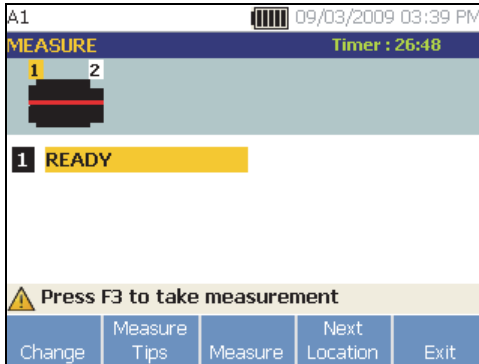 A1 09/03/2009 03:39 PM
MEASURE Timer : 26:48
1 2
1 READY
Press F3 to take measurement
Change Measure Tips Measure Next Location Exit